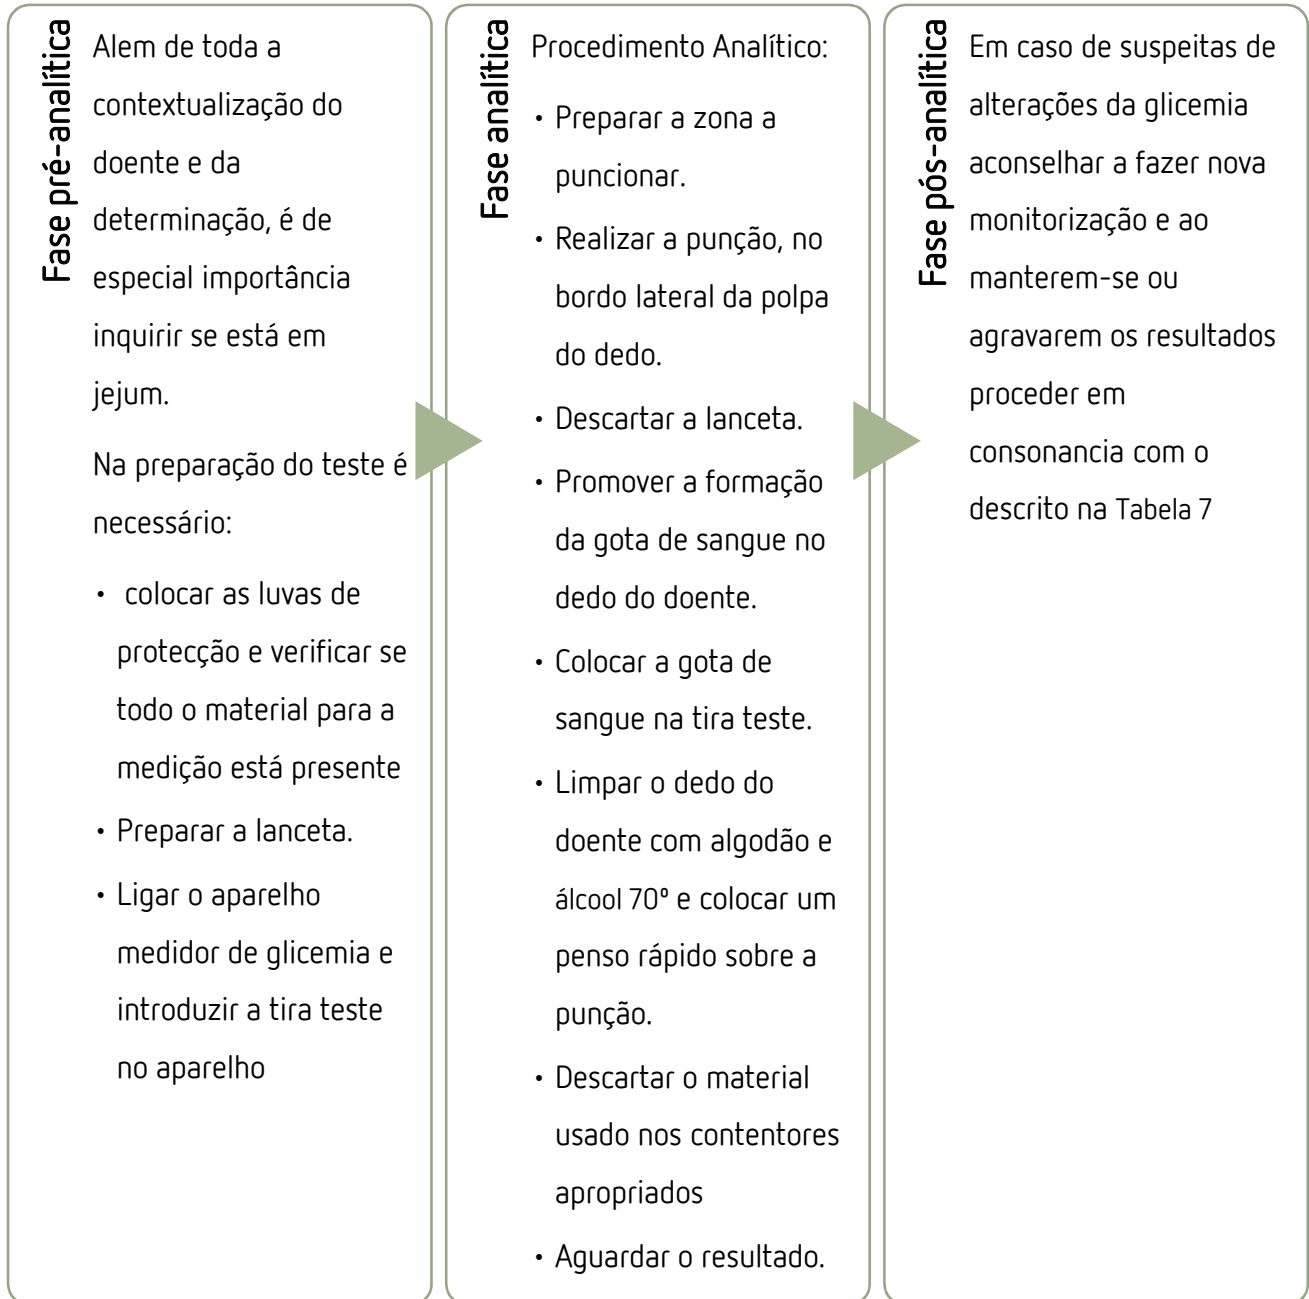 Fase pré-analítica
Alem de toda a
contextualização do
doente e da
determinação, é de
especial importância
inquirir se está em
jejum.
Na preparação do teste é
necessário:
• colocar as luvas de
protecção e verificar se
todo o material para a
medição está presente
• Preparar a lanceta.
• Ligar o aparelho
medidor de glicemia e
introduzir a tira teste
no aparelho
Fase analítica
Procedimento Analítico:
• Preparar a zona a
puncionar.
• Realizar a punção, no
bordo lateral da polpa
do dedo.
• Descartar a lanceta.
• Promover a formação
da gota de sangue no
dedo do doente.
• Colocar a gota de
sangue na tira teste.
• Limpar o dedo do
doente com algodão e
álcool 70º e colocar um
penso rápido sobre a
punção.
• Descartar o material
usado nos contentores
apropriados
• Aguardar o resultado.
Fase pós-analítica
Em caso de suspeitas de
alterações da glicemia
aconselhar a fazer nova
monitorização e ao
manterem-se ou
agravarem os resultados
proceder em
consonancia com o
descrito na Tabela 7